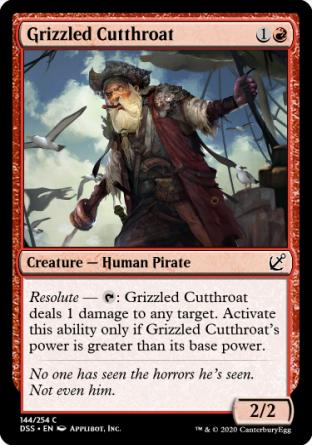 Grizzled Cutthroat 1
Creature — Human Pirate
Resolute — : Grizzled Cutthroat
deals 1 damage to any target. Activate
this ability only if Grizzled Cutthroat's
power is greater than its base power.
No one has seen the horrors he's seen.
Not even him.
2/2
144/254 C
DSS • EN APPLIBOT, INC.
™ & © 2020 CanterburyEgg